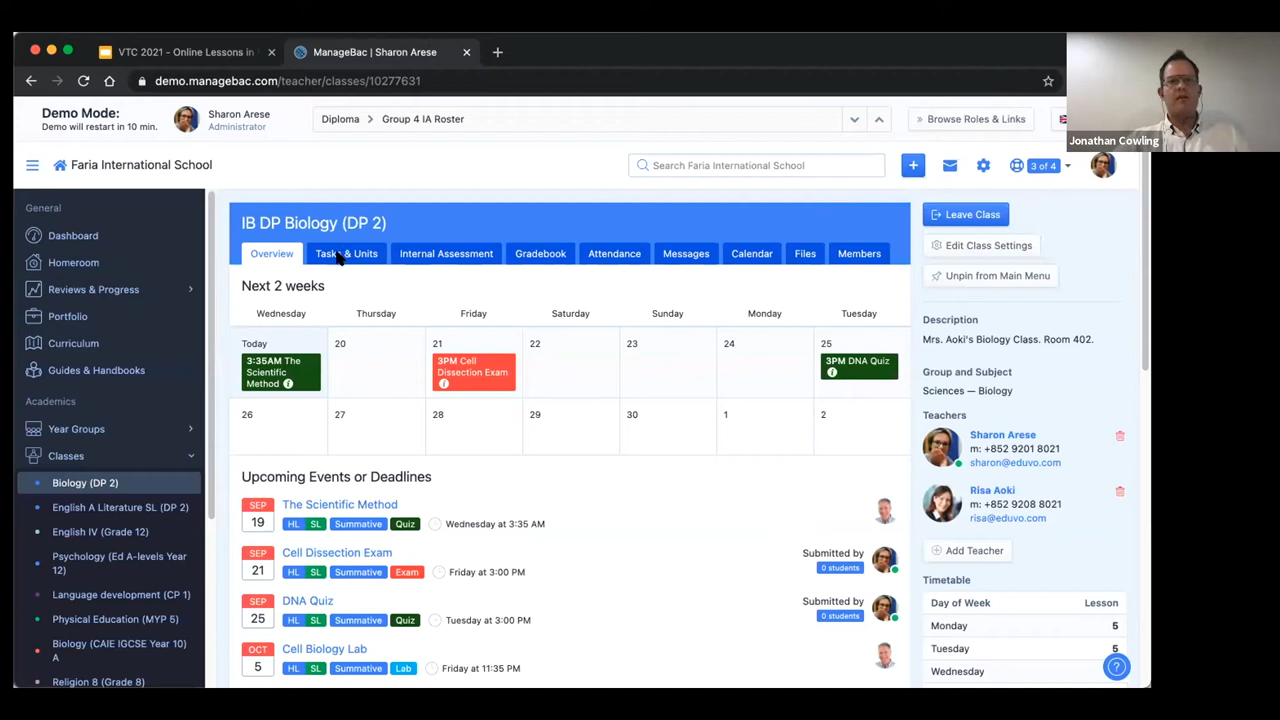 VTC 2021 - Online Lessons in
ManageBac | Sharon Arese
demo.managebac.com/teacher/classes/10277631
Jonathan Cowling
Demo Mode:
Demo will restart in 10 min.
Sharon Arese
Administrator
Diploma > Group 4 IA Roster
» Browse Roles & Links
Faria International School
Search Faria International School
3 of 4
General
Dashboard
Homeroom
Reviews & Progress
Portfolio
Curriculum
Guides & Handbooks
Academics
Year Groups
Classes
Biology (DP 2)
English A Literature SL (DP 2)
English IV (Grade 12)
Psychology (Ed A-levels Year
12)
Language development (CP 1)
Physical Education (MYP 5)
Biology (CAIE IGCSE Year 10)
A
Religion 8 (Grade 8)
IB DP Biology (DP 2)
Overview
Tasks & Units
Internal Assessment
Gradebook
Attendance
Messages
Calendar
Files
Members
Next 2 weeks
Wednesday Thursday Friday Saturday Sunday Monday Tuesday
Today 20 21 22 23 24 25
3:35AM The
Scientific
Method
3PM Cell
Dissection Exam
3PM DNA Quiz
26 27 28 29 30 1 2
Upcoming Events or Deadlines
SEP
19
The Scientific Method
HL SL Summative Quiz Wednesday at 3:35 AM
SEP
21
Cell Dissection Exam
HL SL Summative Exam Friday at 3:00 PM
Submitted by
0 students
SEP
25
DNA Quiz
HL SL Summative Quiz Tuesday at 3:00 PM
Submitted by
0 students
OCT
5
Cell Biology Lab
HL SL Summative Lab Friday at 11:35 PM
Leave Class
Edit Class Settings
Unpin from Main Menu
Description
Mrs. Aoki's Biology Class. Room 402.
Group and Subject
Sciences — Biology
Teachers
Sharon Arese
m: +852 9201 8021
sharon@eduvo.com
Risa Aoki
m: +852 9208 8021
risa@eduvo.com
Add Teacher
Timetable
Day of Week Lesson
Monday 5
Tuesday 5
Wednesday
?